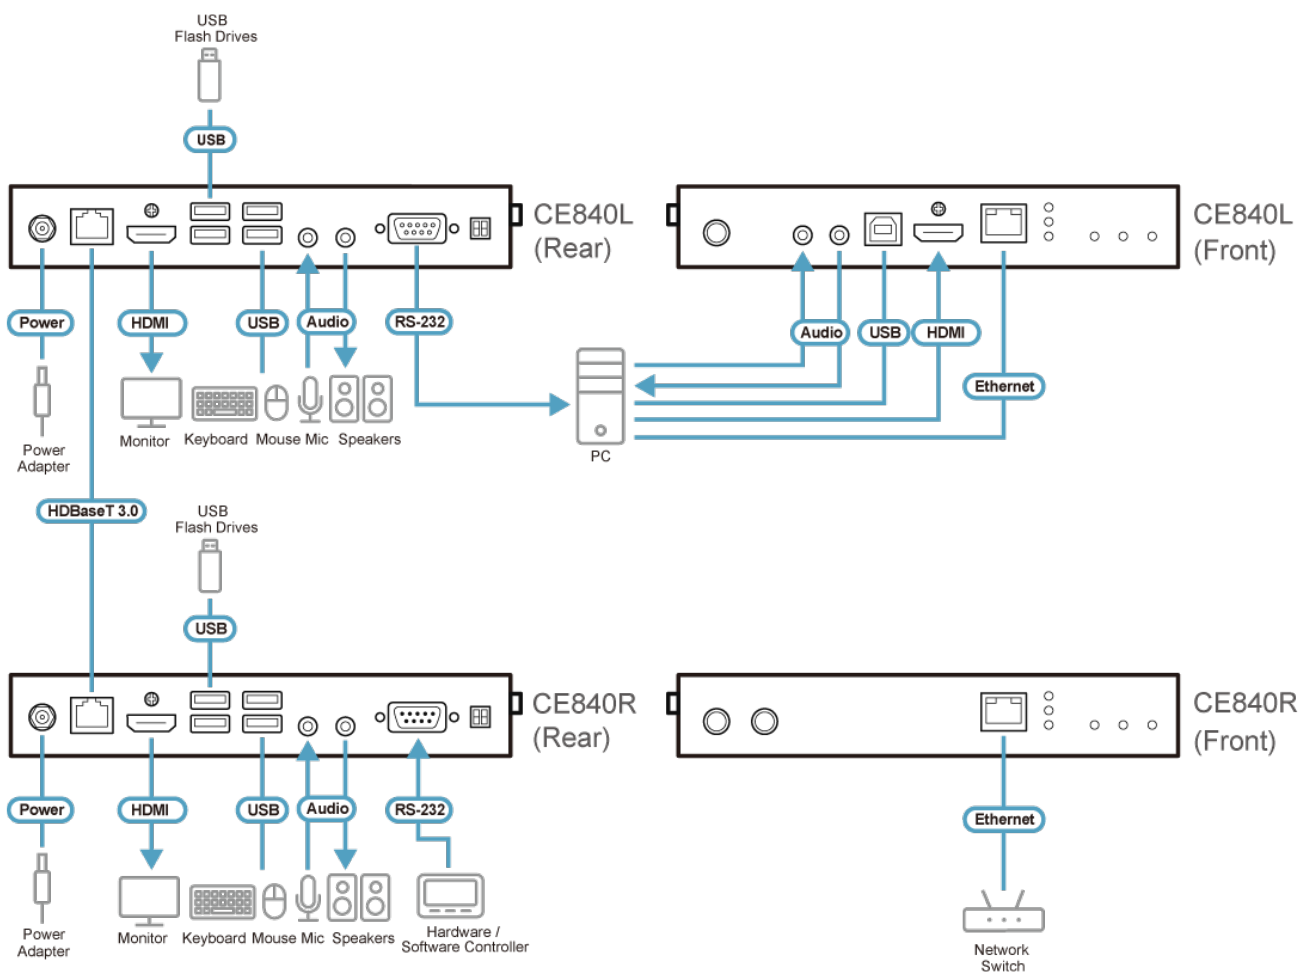 USB
Flash Drives
USB
CE840L
(Rear)
CE840L
(Front)
Power
HDMI
USB
Audio
RS-232
Audio
USB
HDMI
Ethernet
Monitor
Keyboard
Mouse
Mic
Speakers
Power
Adapter
PC
HDBaseT 3.0
USB
Flash Drives
USB
CE840R
(Rear)
CE840R
(Front)
Power
HDMI
USB
Audio
RS-232
Ethernet
Power
Adapter
Monitor
Keyboard
Mouse
Mic
Speakers
Hardware /
Software Controller
Network
Switch